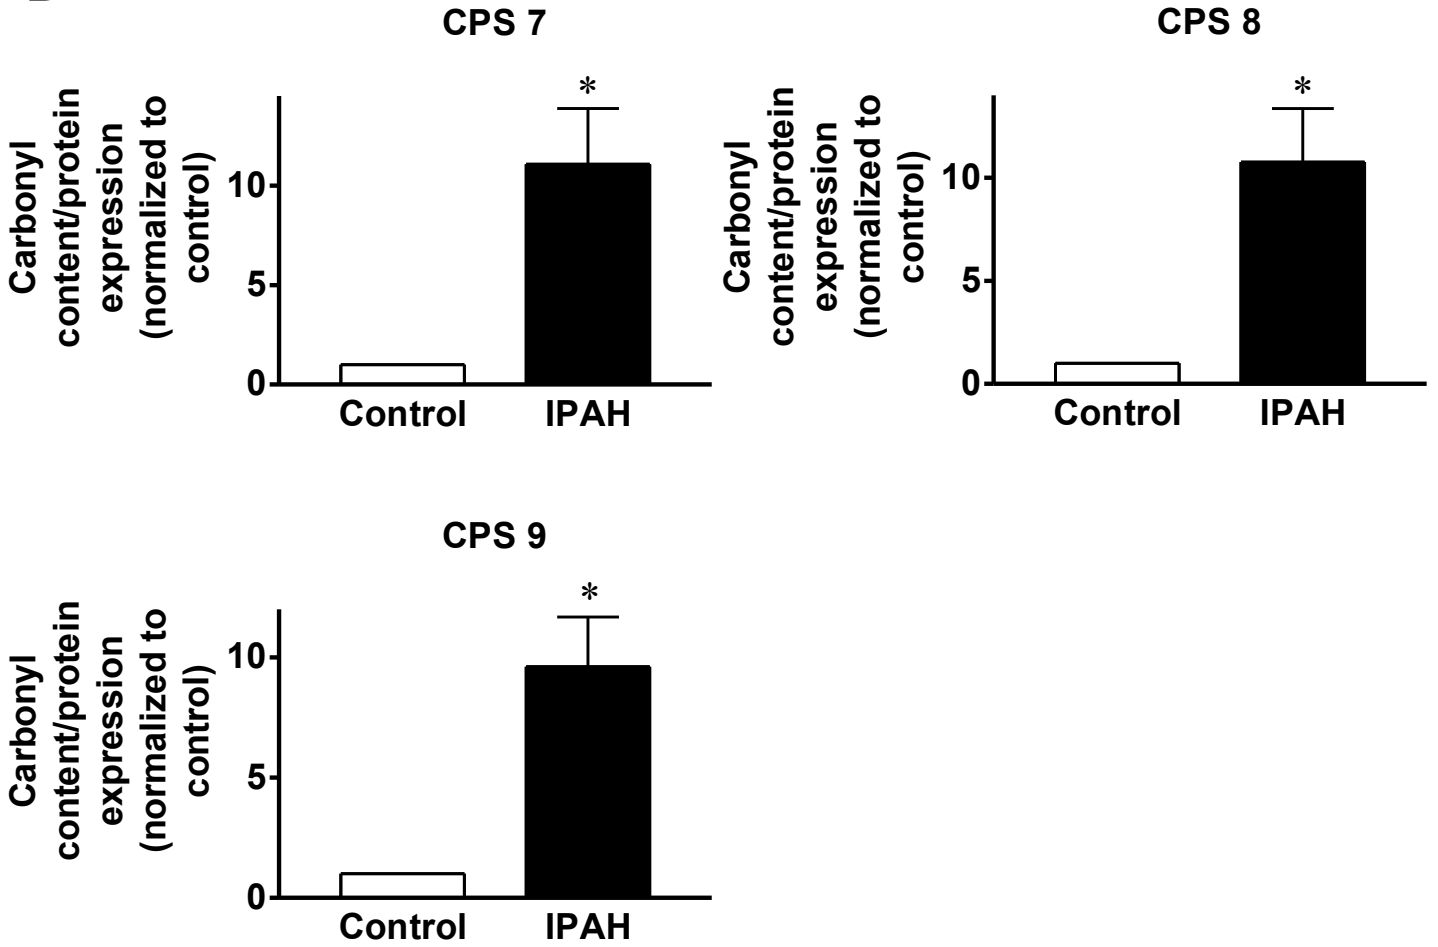 CPS 7
Carbonyl
content/protein
expression
(normalized to
control)
10
5
0
*
Control IPAH
CPS 8
Carbonyl
content/protein
expression
(normalized to
control)
10
5
0
*
Control IPAH
CPS 9
Carbonyl
content/protein
expression
(normalized to
control)
10
5
0
*
Control IPAH